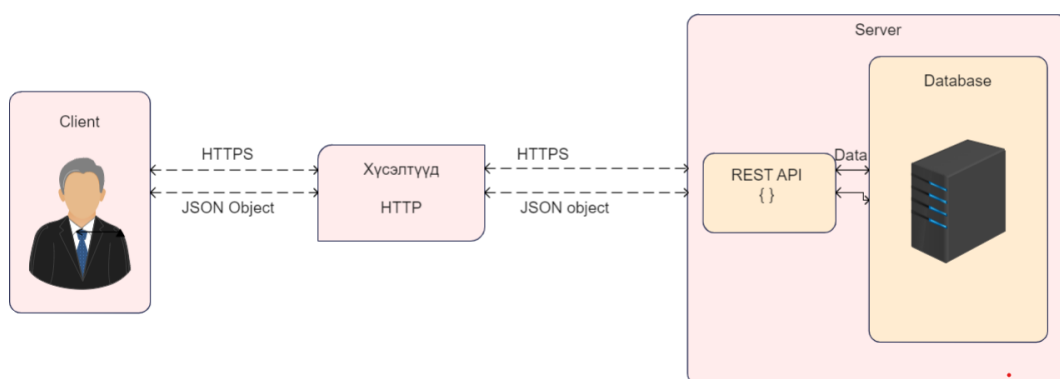 Server
Database
Client
HTTPS
JSON Object
Хүсэлтүүд
HTTP
HTTPS
JSON object
REST API
{ }
Data